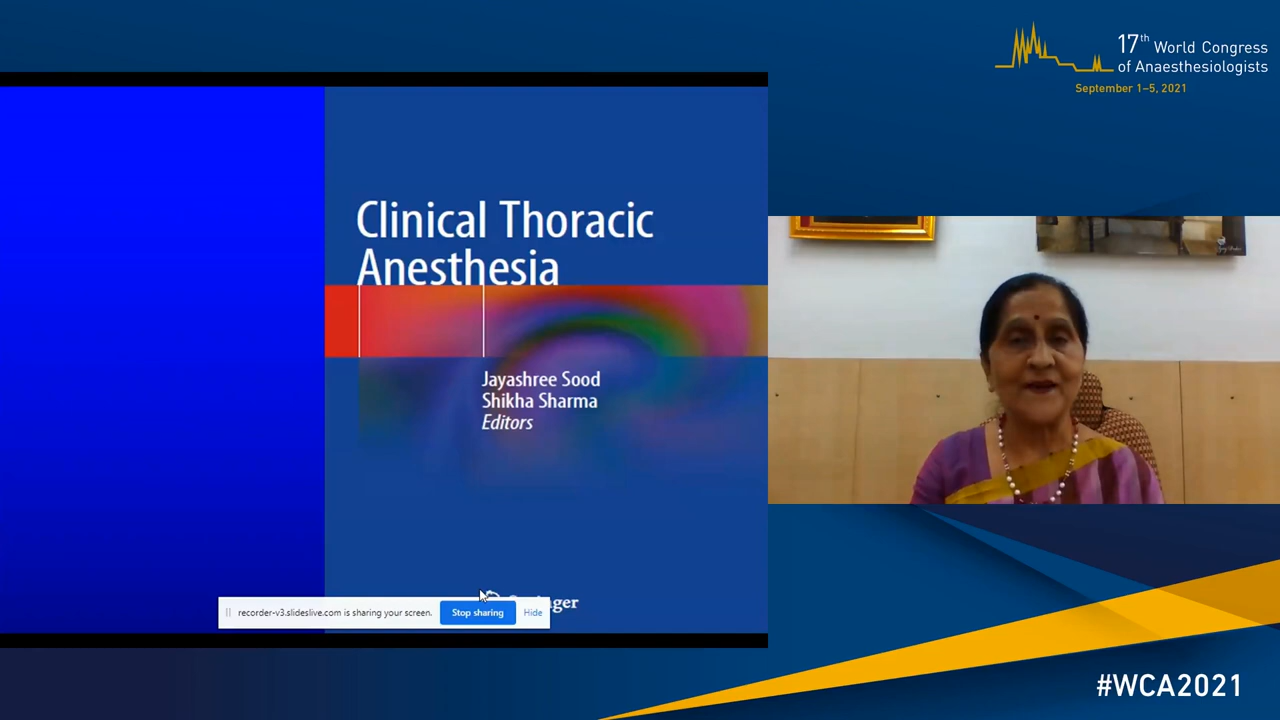 17th World Congress
of Anaesthesiologists
September 1–5, 2021
Clinical Thoracic
Anesthesia
Jayashree Sood
Shikha Sharma
Editors
recorder-v3.slideslive.com is sharing your screen.
Stop sharing
Hide
#WCA2021